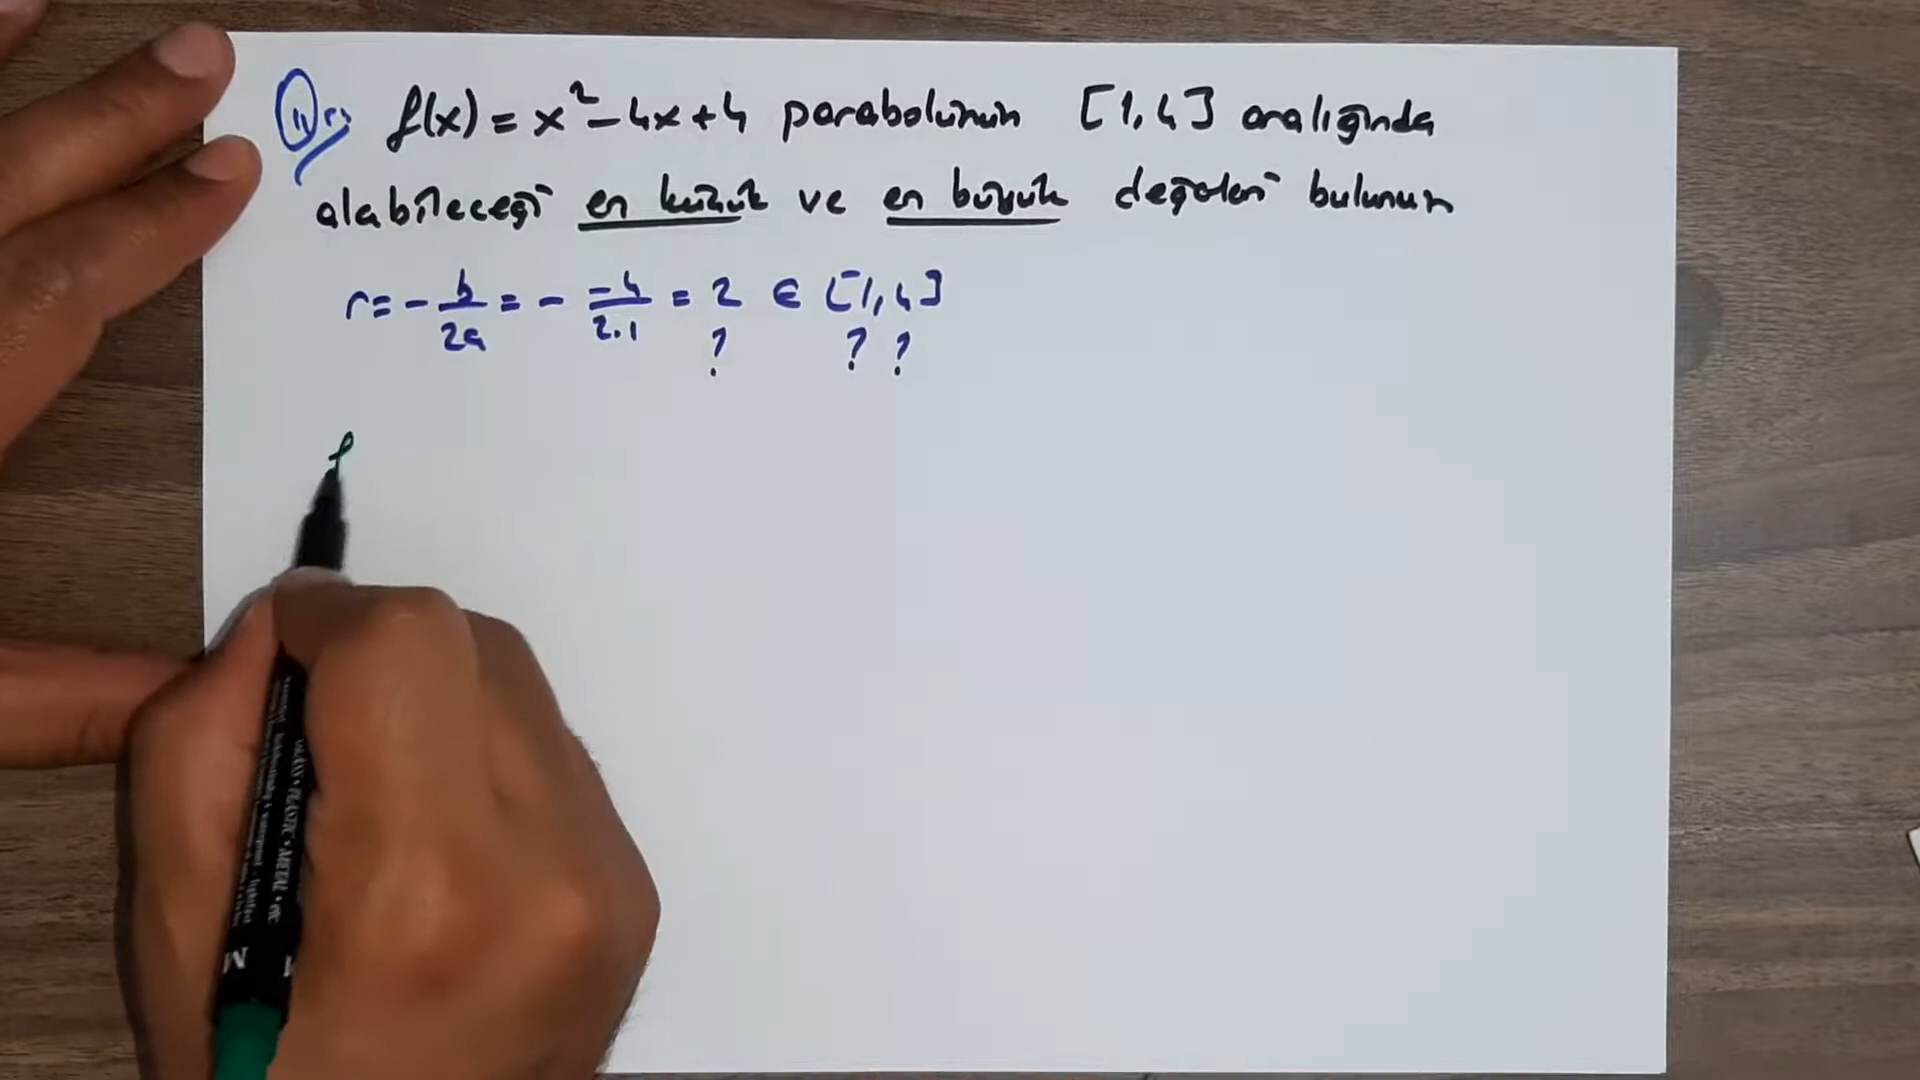 1) Ör: f(x) = x² - 4x + 4 parabolünün [1, 4] aralığında
alabileceği en küçük ve en büyük değerleri bulunuz
r = - b/2a = - -4/2.1 = 2 ∈ [1, 4]
? ? ?
f
M